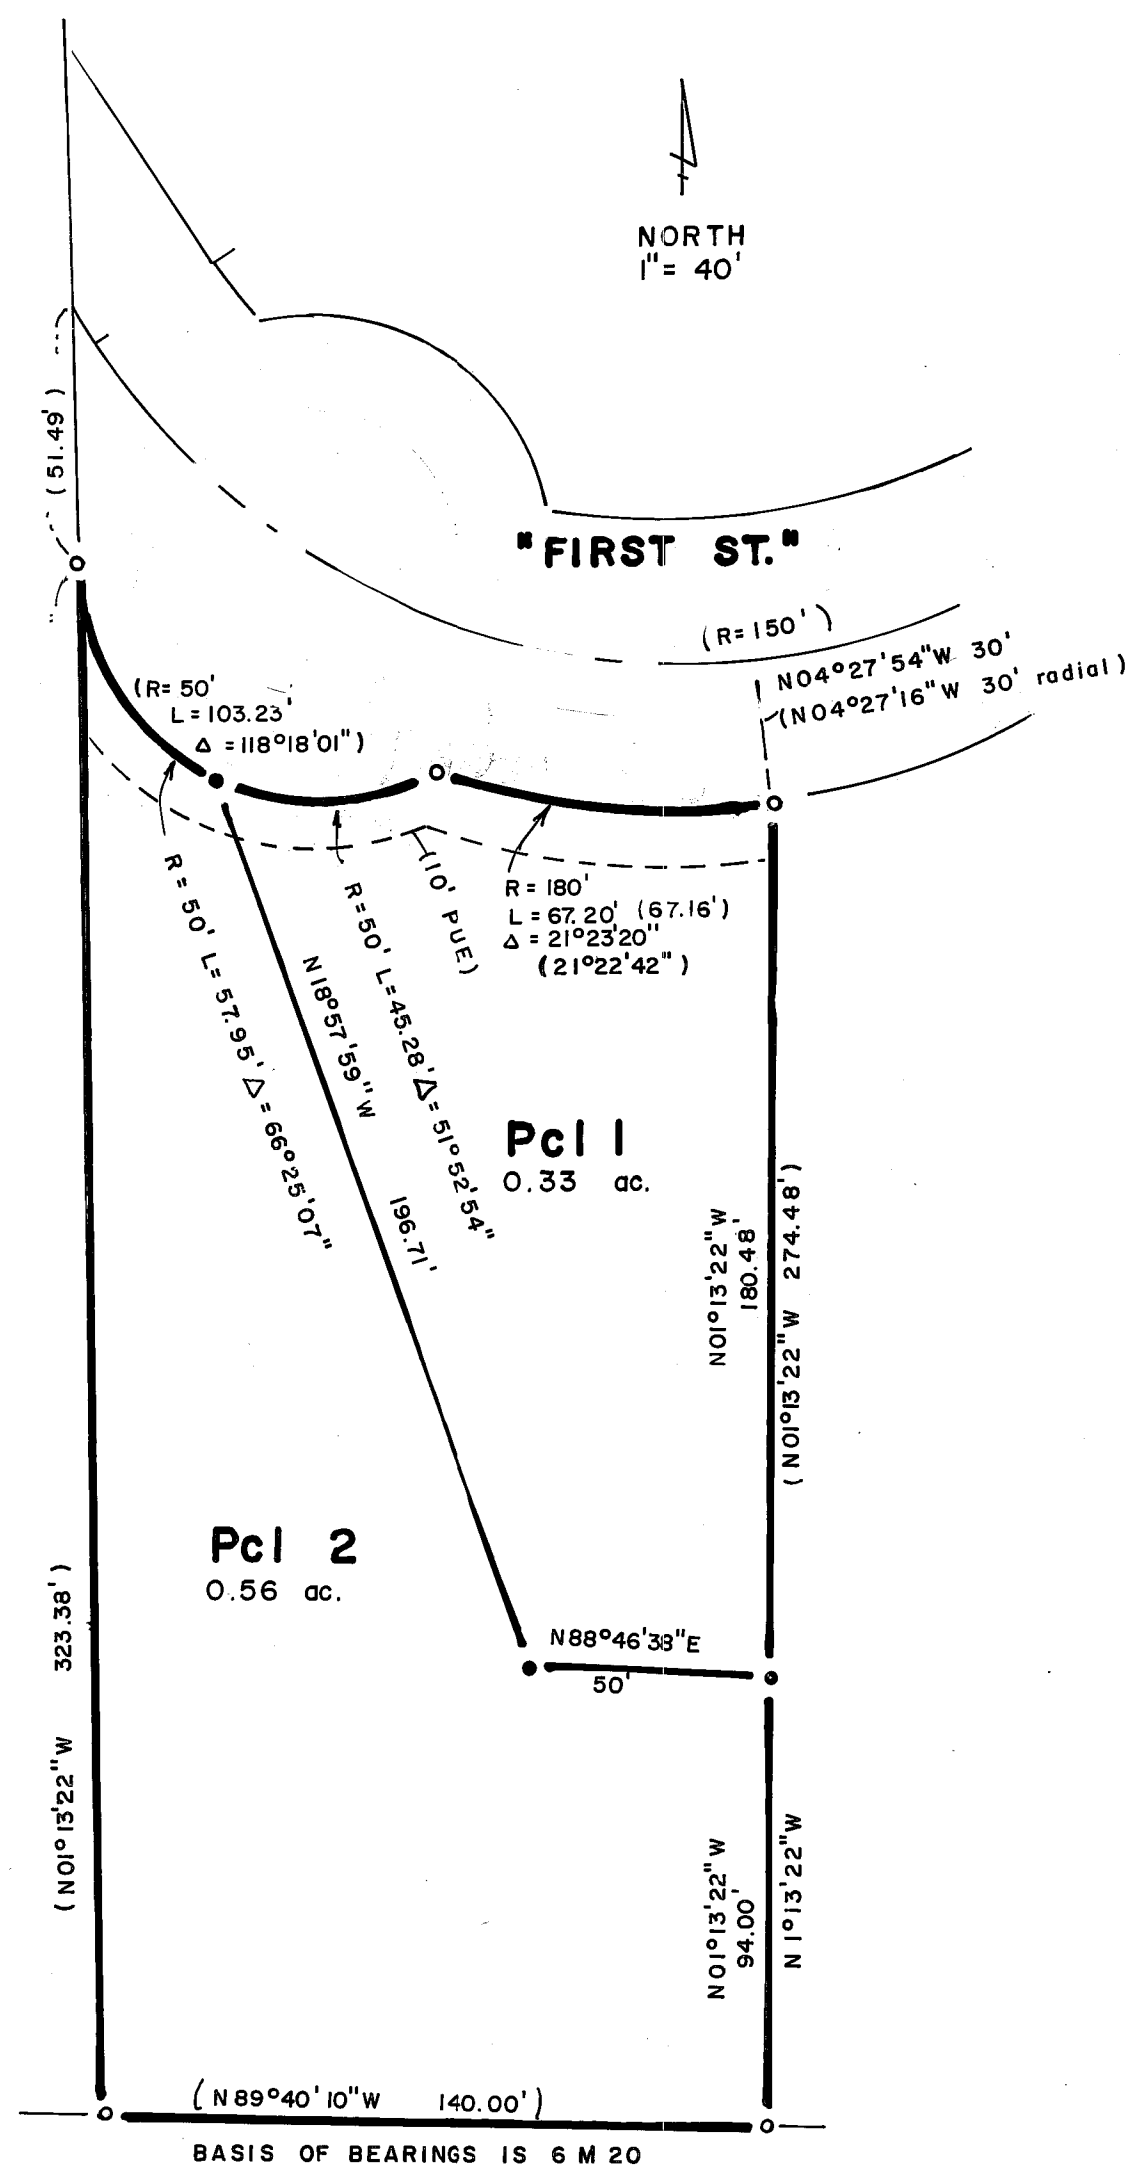 NORTH
1"= 40'
(51.49')
"
"FIRST ST."
(R=150')
N04°27'54"W 30'
(N04°27'16"W 30' radial)
(R=50'
L=103.23'
Δ =118°18'01")
R=50' L=57.95' Δ=66°25'07"
R=50' L=45.28' Δ=51°52'54"
(10' PUE)
R=180'
L=67.20' (67.16')
Δ=21°23'20"
(21°22'42")
N18°57'59"W 196.71'
Pcl 1
0.33 ac.
N01°13'22"W
180.48'
(N01°13'22"W 274.48')
Pcl 2
0.56 ac.
N88°46'38"E
50'
(N01°13'22"W 323.38')
N01°13'22"W
94.00'
N1°13'22"W
(N89°40'10"W 140.00')
BASIS OF BEARINGS IS 6 M 20